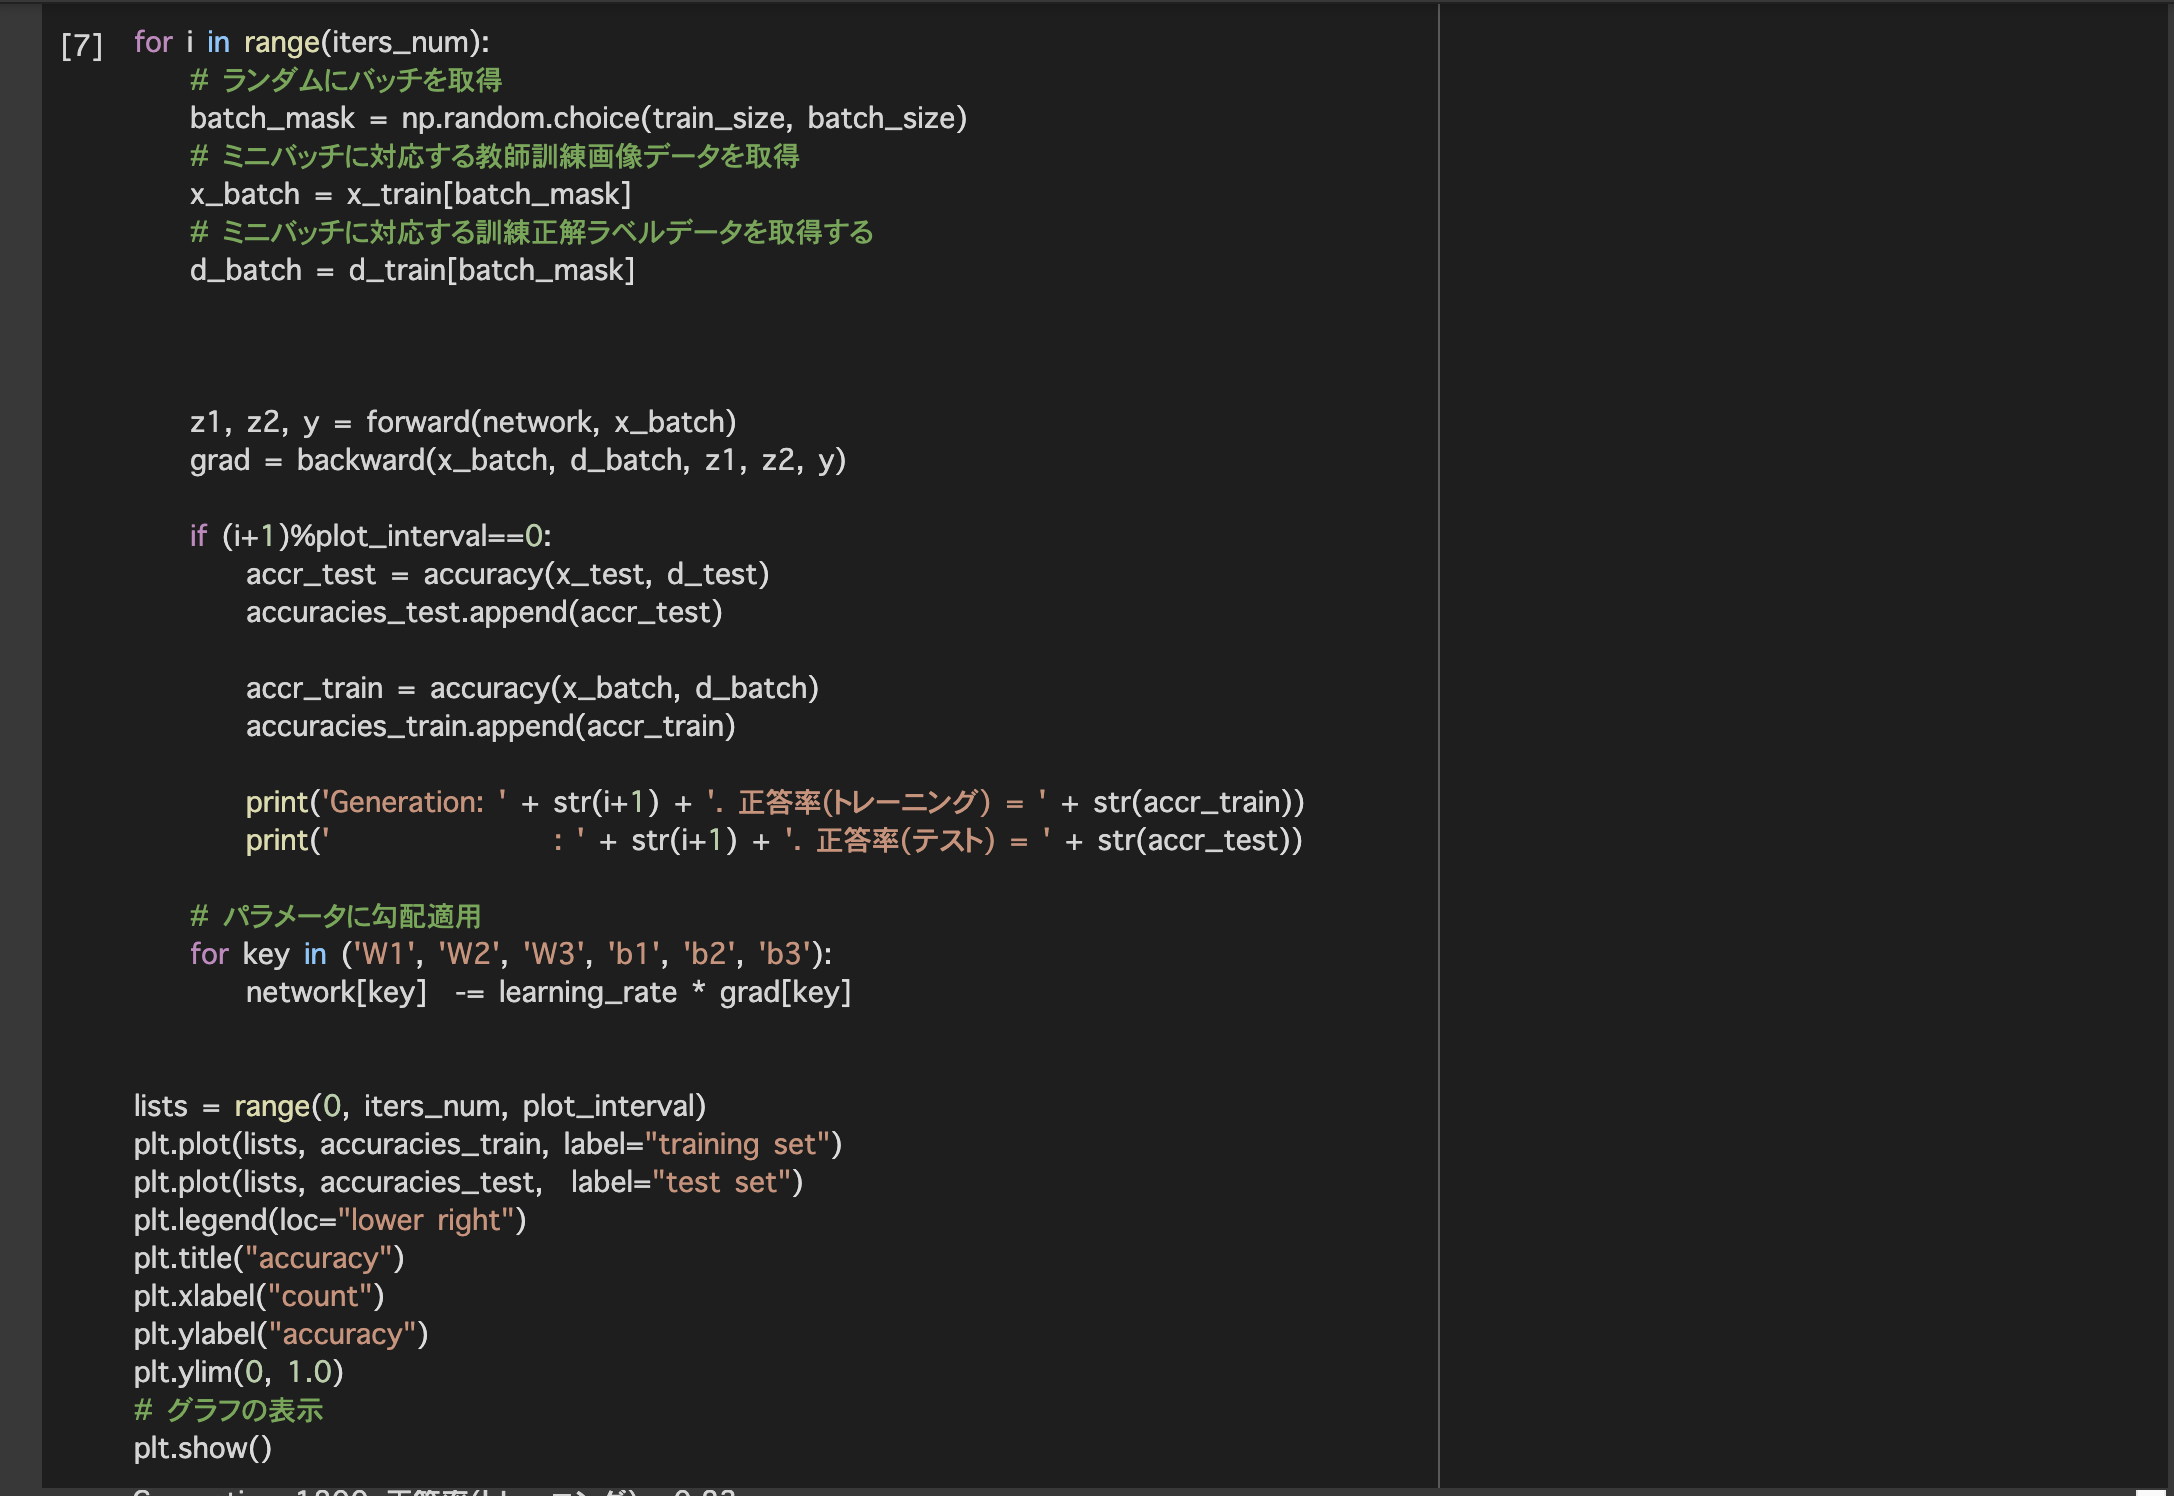 [7] for i in range(iters_num):
# ランダムにバッチを取得
batch_mask = np.random.choice(train_size, batch_size)
# ミニバッチに対応する教師訓練画像データを取得
x_batch = x_train[batch_mask]
# ミニバッチに対応する訓練正解ラベルデータを取得する
d_batch = d_train[batch_mask]
z1, z2, y = forward(network, x_batch)
grad = backward(x_batch, d_batch, z1, z2, y)
if (i+1)%plot_interval==0:
accr_test = accuracy(x_test, d_test)
accuracies_test.append(accr_test)
accr_train = accuracy(x_batch, d_batch)
accuracies_train.append(accr_train)
print('Generation: ' + str(i+1) + '. 正答率(トレーニング) = ' + str(accr_train))
print('                : ' + str(i+1) + '. 正答率(テスト) = ' + str(accr_test))
# パラメータに勾配適用
for key in ('W1', 'W2', 'W3', 'b1', 'b2', 'b3'):
network[key]  -= learning_rate * grad[key]
lists = range(0, iters_num, plot_interval)
plt.plot(lists, accuracies_train, label="training set")
plt.plot(lists, accuracies_test,  label="test set")
plt.legend(loc="lower right")
plt.title("accuracy")
plt.xlabel("count")
plt.ylabel("accuracy")
plt.ylim(0, 1.0)
# グラフの表示
plt.show()